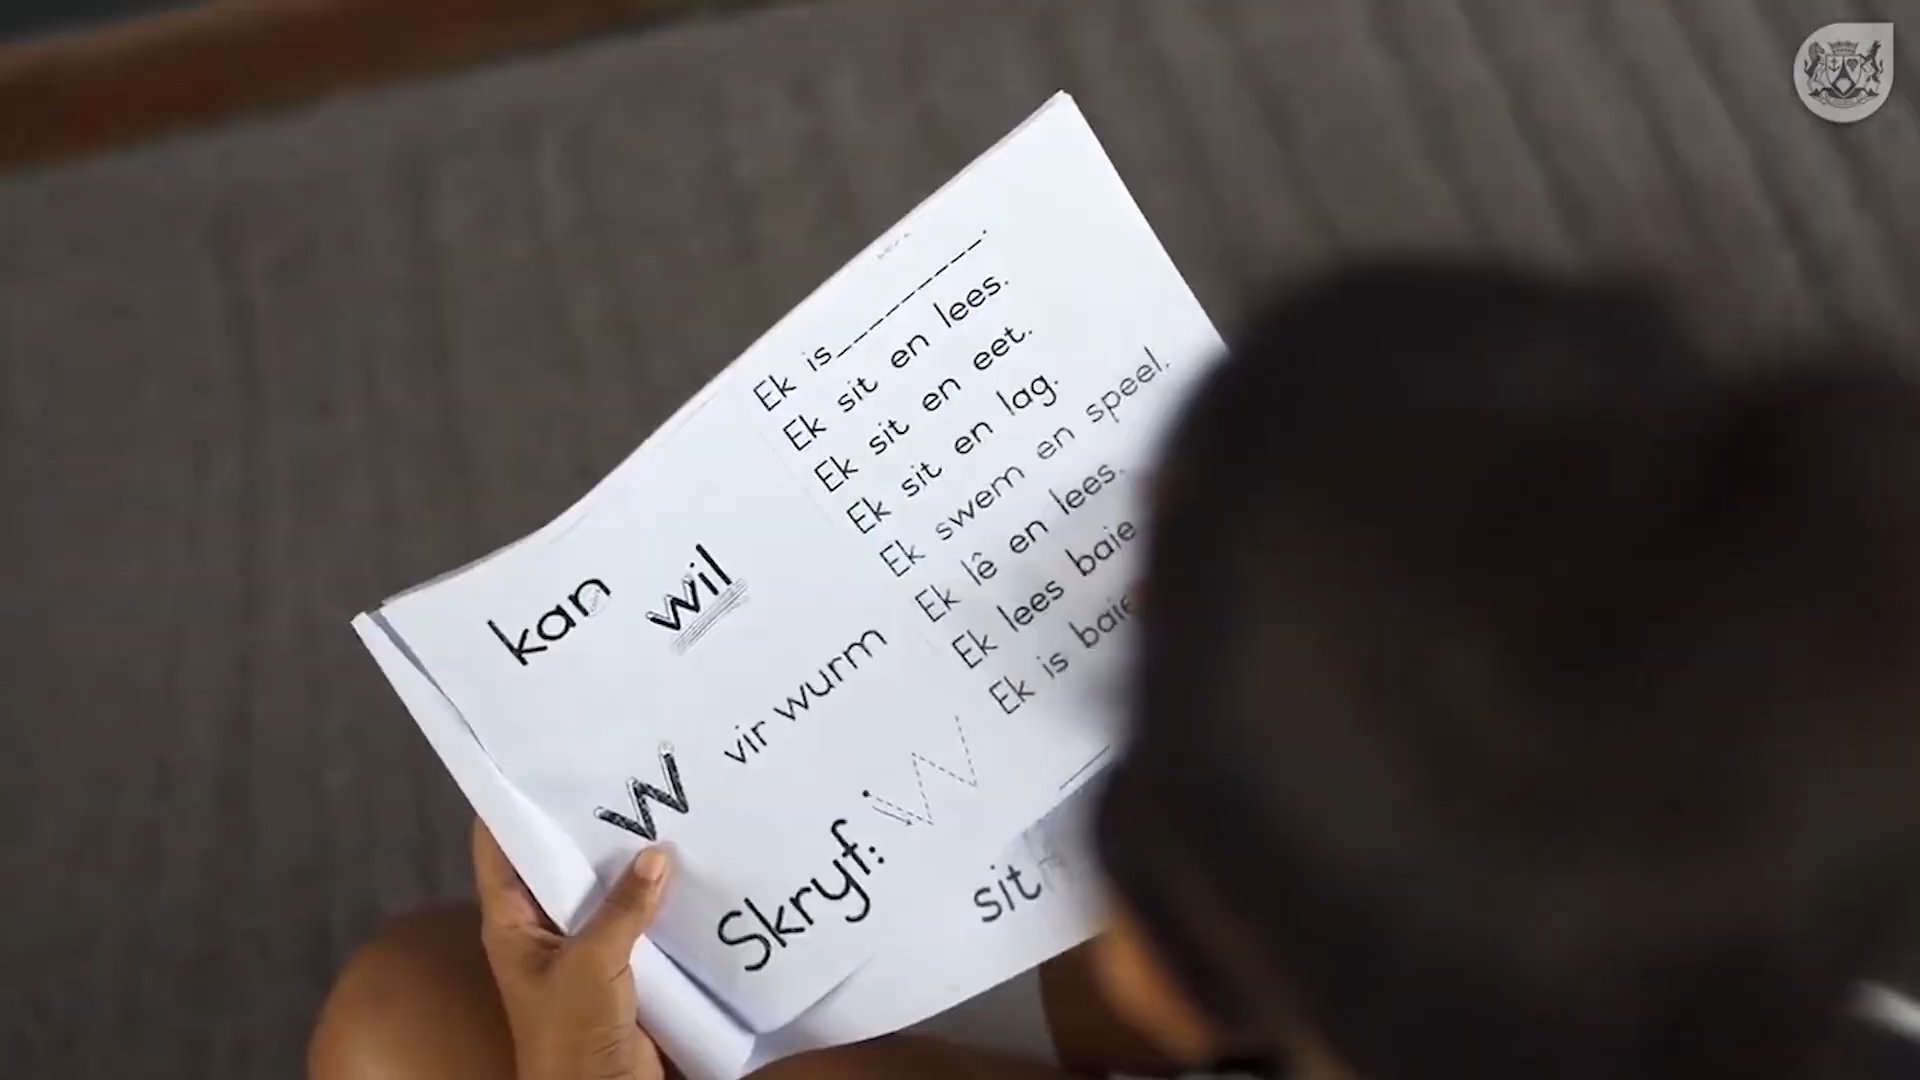 Ek is
Ek sit en lees.
Ek sit en eet.
Ek sit en lag.
Ek swem en speel.
Ek lê en lees.
Ek lees baie
Ek is baie
kan wil
w vir wurm
Skryf: w
sit